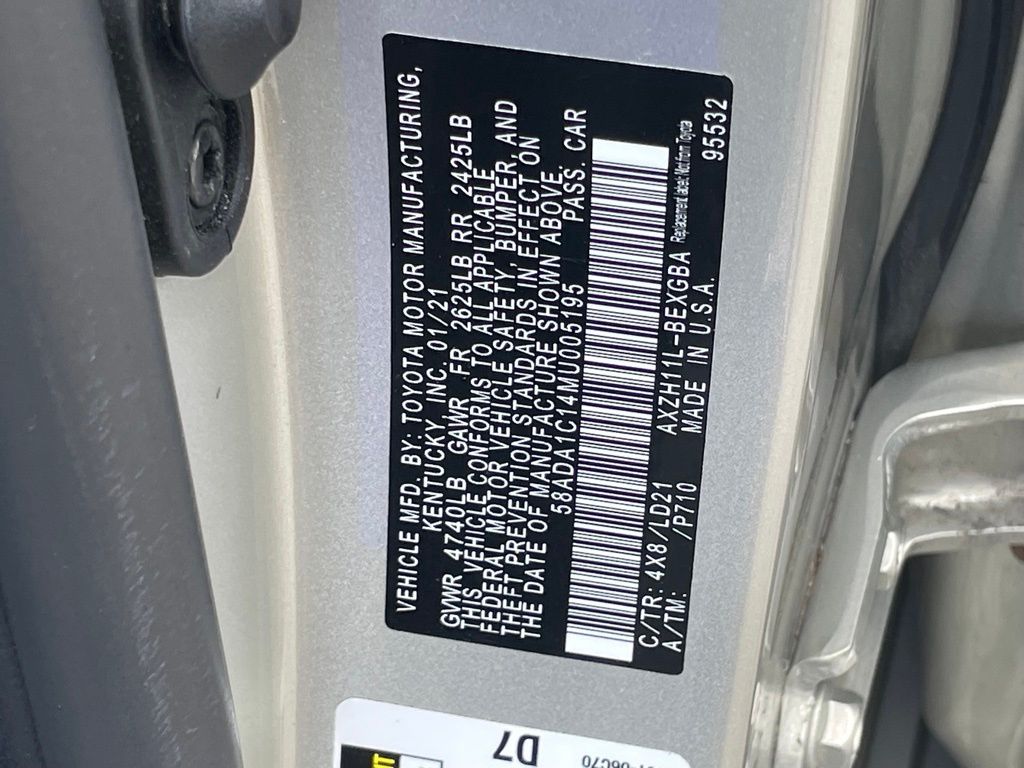 VEHICLE MFD. BY: TOYOTA MOTOR MANUFACTURING,
KENTUCKY, INC. 01/21
GVWR 4740LB GAWR FR 2625LB RR 2425LB
THIS VEHICLE CONFORMS TO ALL APPLICABLE
FEDERAL MOTOR VEHICLE SAFETY, BUMPER, AND
THEFT PREVENTION STANDARDS IN EFFECT ON
THE DATE OF MANUFACTURE SHOWN ABOVE.
58ADA1C14MU005195 PASS. CAR
C/TR: 4X8/LD21 AXZH11L-BEXGBA Replacement label: Not from Toyota
A/TM: /P710 MADE IN U.S.A. 95532
D7
06C70